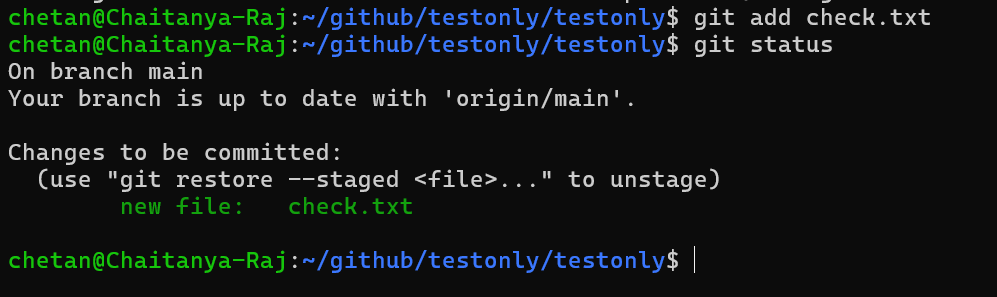 chetan@Chaitanya-Raj:~/github/testonly/testonly$ git add check.txt
chetan@Chaitanya-Raj:~/github/testonly/testonly$ git status
On branch main
Your branch is up to date with 'origin/main'.

Changes to be committed:
  (use "git restore --staged <file>..." to unstage)
        new file:   check.txt

chetan@Chaitanya-Raj:~/github/testonly/testonly$